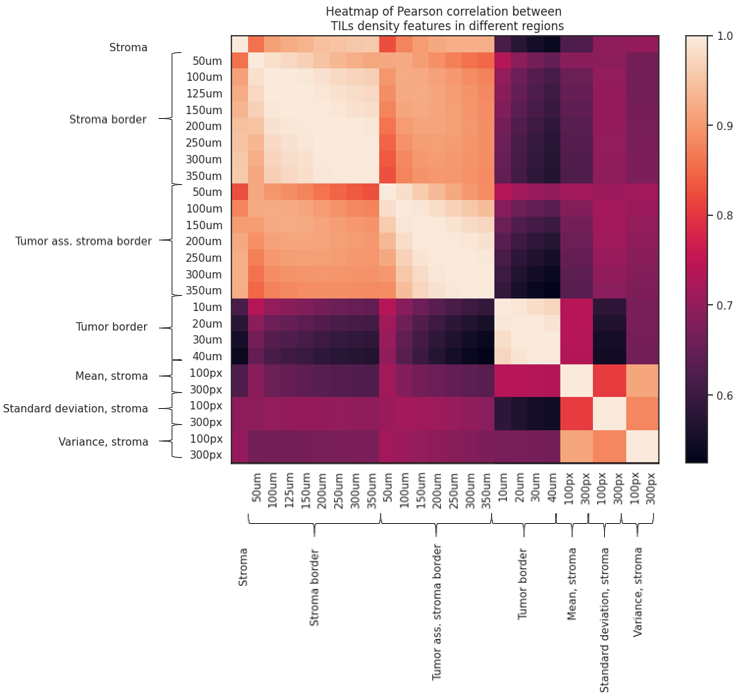 Heatmap of Pearson correlation between
TILs density features in different regions
Stroma
Stroma border
50um
100um
125um
150um
200um
250um
300um
350um
Tumor ass. stroma border
50um
100um
150um
200um
250um
300um
350um
Tumor border
10um
20um
30um
40um
Mean, stroma
100px
300px
Standard deviation, stroma
100px
300px
Variance, stroma
100px
300px
1.0
0.9
0.8
0.7
0.6
50um
100um
125um
150um
200um
250um
300um
350um
50um
100um
150um
200um
250um
300um
350um
10um
20um
30um
40um
100px
300px
100px
300px
100px
300px
Stroma
Stroma border
Tumor ass. stroma border
Tumor border
Mean, stroma
Standard deviation, stroma
Variance, stroma